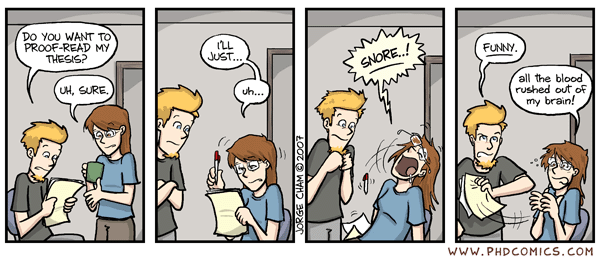 DO YOU WANT TO
PROOF-READ MY
THESIS?
UH, SURE.
I'LL
JUST...
uh...
JORGE CHAM © 2007
SNORE..!
FUNNY.
all the blood
rushed out of
my brain!
WWW.PHDCOMICS.COM